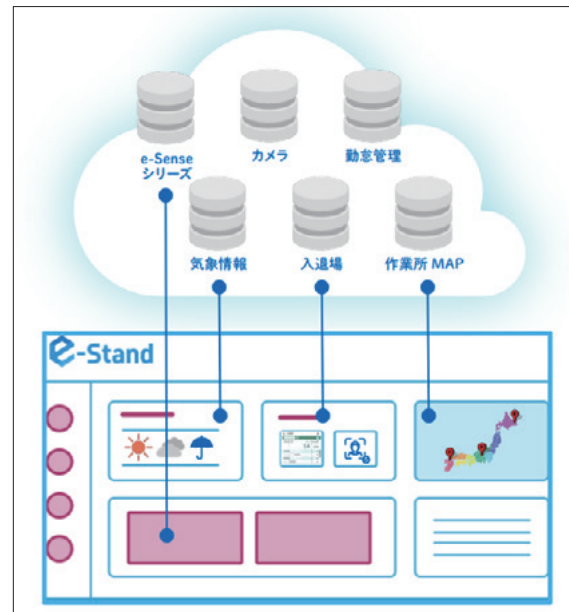 e-Sense
シリーズ
カメラ
勤怠管理
気象情報
入退場
作業所 MAP
e-Stand